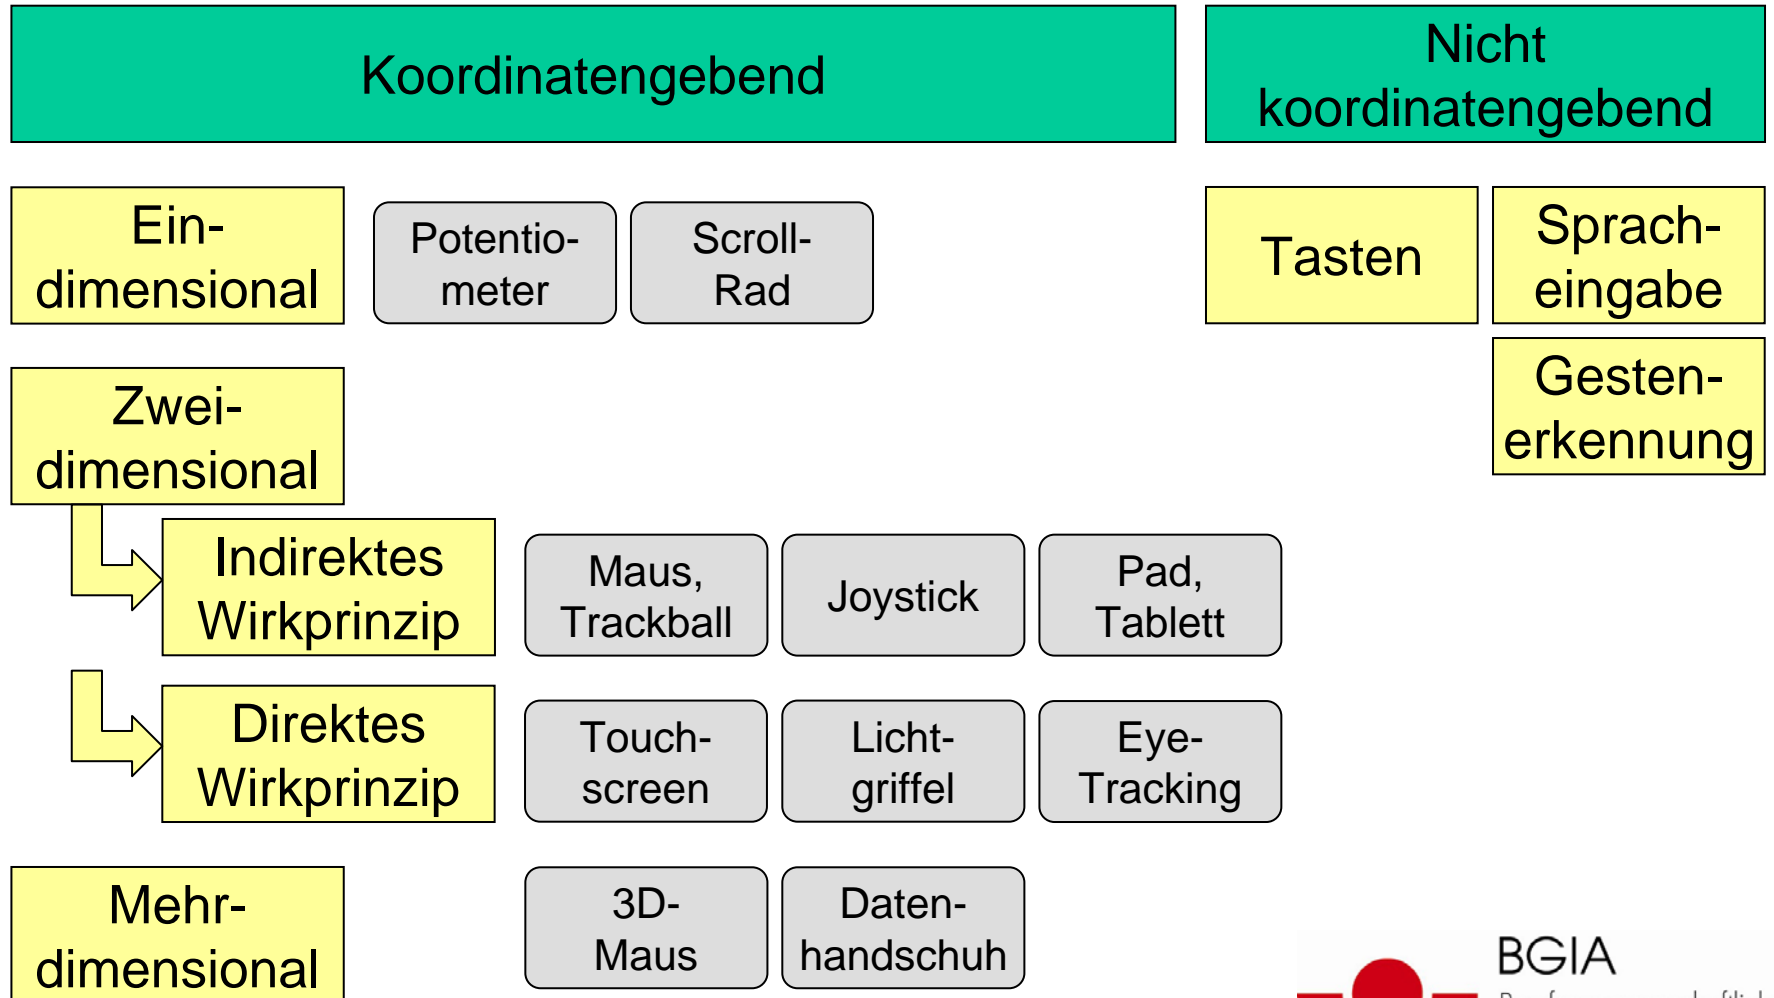 Koordinatengebend
Nicht
koordinatengebend
Ein-
dimensional
Potentio-
meter
Scroll-
Rad
Tasten
Sprach-
eingabe
Gesten-
erkennung
Zwei-
dimensional
Indirektes
Wirkprinzip
Maus,
Trackball
Joystick
Pad,
Tablett
Direktes
Wirkprinzip
Touch-
screen
Licht-
griffel
Eye-
Tracking
Mehr-
dimensional
3D-
Maus
Daten-
handschuh
BGIA